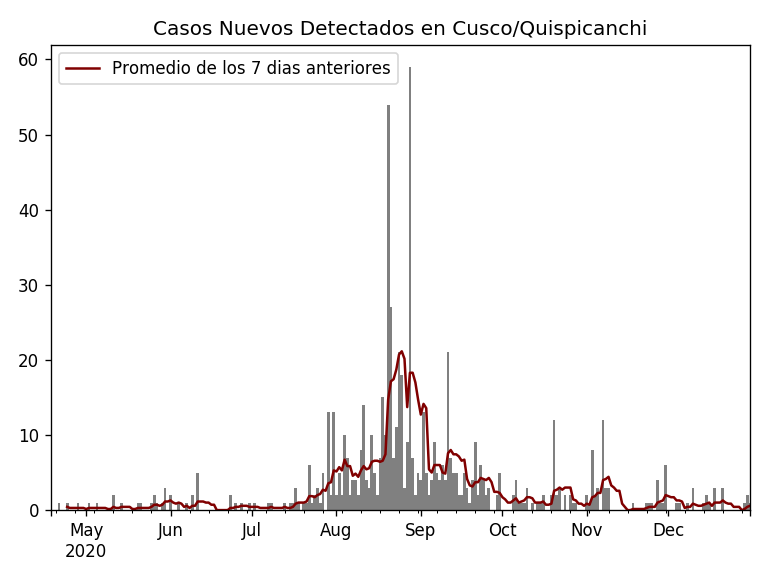 Casos Nuevos Detectados en Cusco/Quispicanchi
Promedio de los 7 dias anteriores
60
50
40
30
20
10
0
May Jun Jul Aug Sep Oct Nov Dec
2020